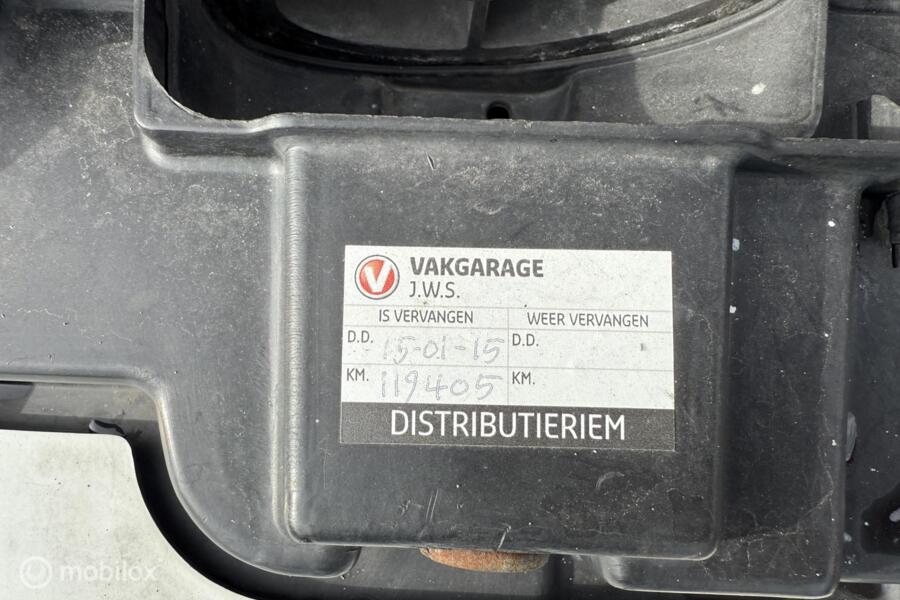 V VAKGARAGE
J.W.S.
IS VERVANGEN WEER VERVANGEN
D.D. 15-01-15 D.D.
KM. 119405 KM.
DISTRIBUTIERIEM
mobilox